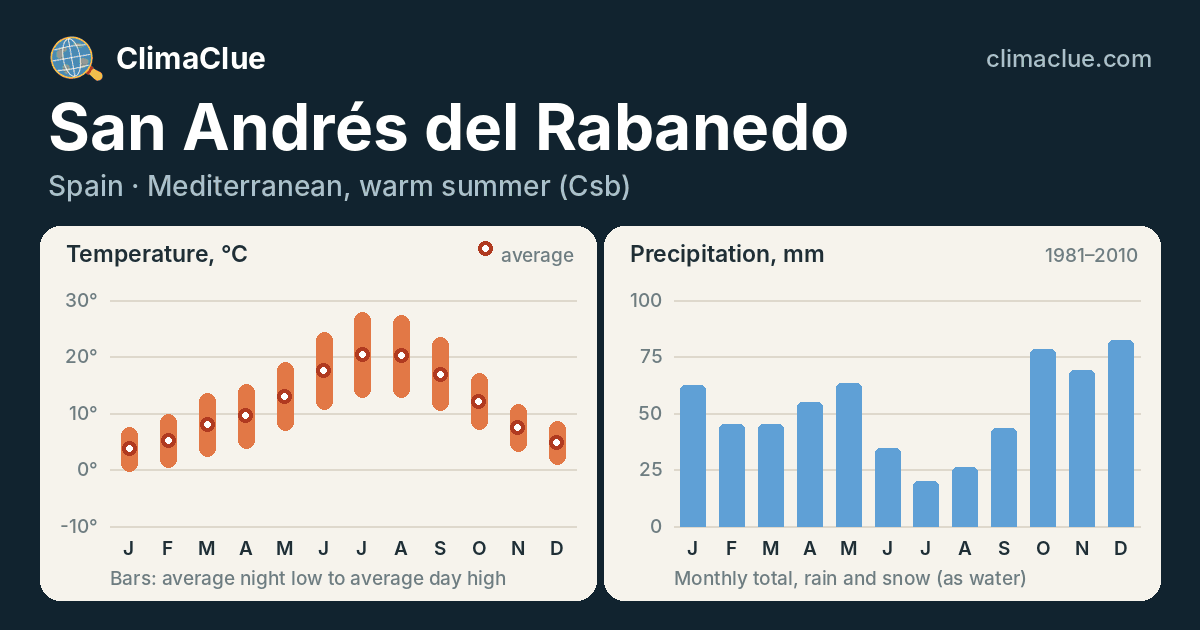 ClimaClue
climaclue.com
San Andrés del Rabanedo
Spain · Mediterranean, warm summer (Csb)
Temperature, °C
average
30°
20°
10°
0°
-10°
J F M A M J J A S O N D
Bars: average night low to average day high
Precipitation, mm
1981–2010
100
75
50
25
0
J F M A M J J A S O N D
Monthly total, rain and snow (as water)